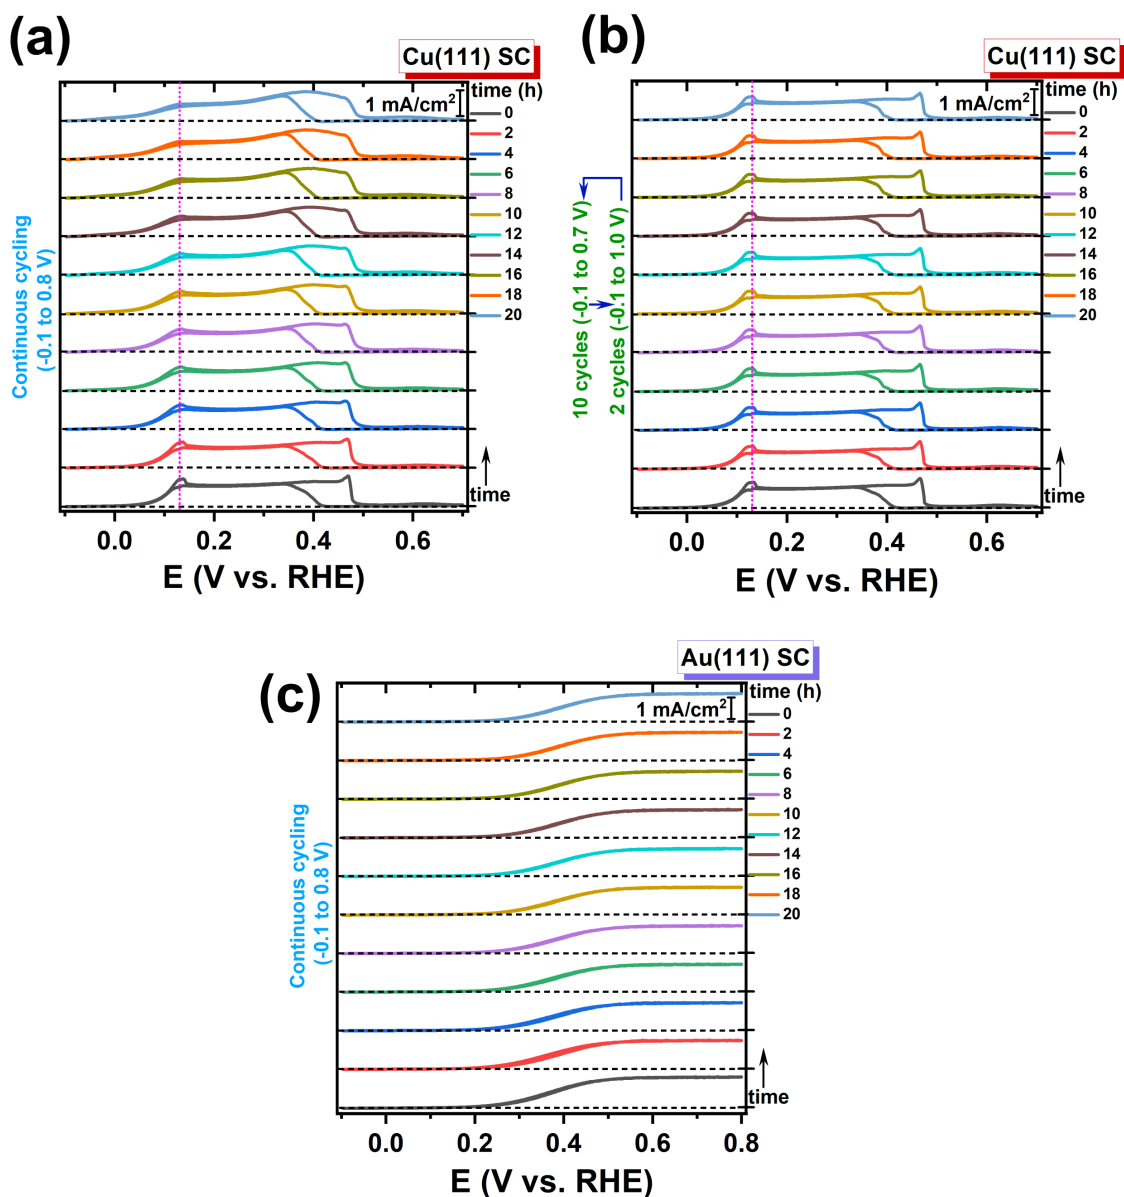 (a)
Cu(111) SC
time (h)
1 mA/cm²
0
2
4
6
8
10
12
14
16
18
20
Continuous cycling
(-0.1 to 0.8 V)
time
0.0 0.2 0.4 0.6
E (V vs. RHE)
(b)
Cu(111) SC
time (h)
1 mA/cm²
0
2
4
6
8
10
12
14
16
18
20
10 cycles (-0.1 to 0.7 V)
2 cycles (-0.1 to 1.0 V)
time
0.0 0.2 0.4 0.6
E (V vs. RHE)
(c)
Au(111) SC
time (h)
1 mA/cm²
0
2
4
6
8
10
12
14
16
18
20
Continuous cycling
(-0.1 to 0.8 V)
time
0.0 0.2 0.4 0.6 0.8
E (V vs. RHE)